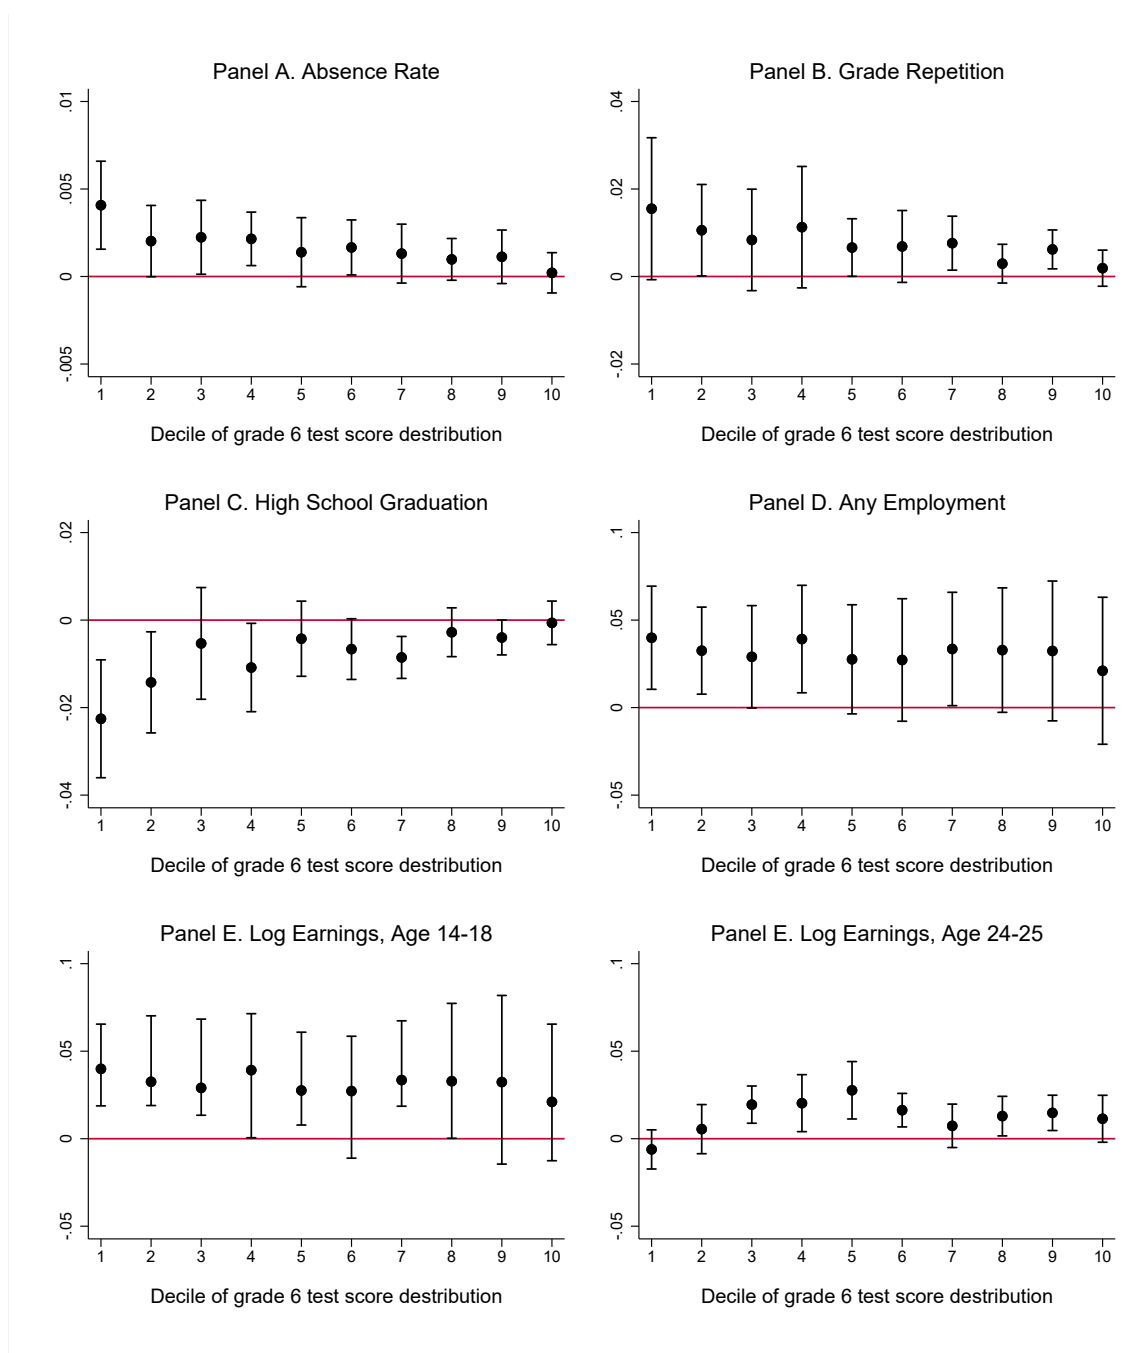 Panel A. Absence Rate
.01
.005
0
-.005
1 2 3 4 5 6 7 8 9 10
Decile of grade 6 test score destribution
Panel B. Grade Repetition
.04
.02
0
-.02
1 2 3 4 5 6 7 8 9 10
Decile of grade 6 test score destribution
Panel C. High School Graduation
.02
0
-.02
-.04
1 2 3 4 5 6 7 8 9 10
Decile of grade 6 test score destribution
Panel D. Any Employment
.1
.05
0
-.05
1 2 3 4 5 6 7 8 9 10
Decile of grade 6 test score destribution
Panel E. Log Earnings, Age 14-18
.1
.05
0
-.05
1 2 3 4 5 6 7 8 9 10
Decile of grade 6 test score destribution
Panel E. Log Earnings, Age 24-25
.1
.05
0
-.05
1 2 3 4 5 6 7 8 9 10
Decile of grade 6 test score destribution